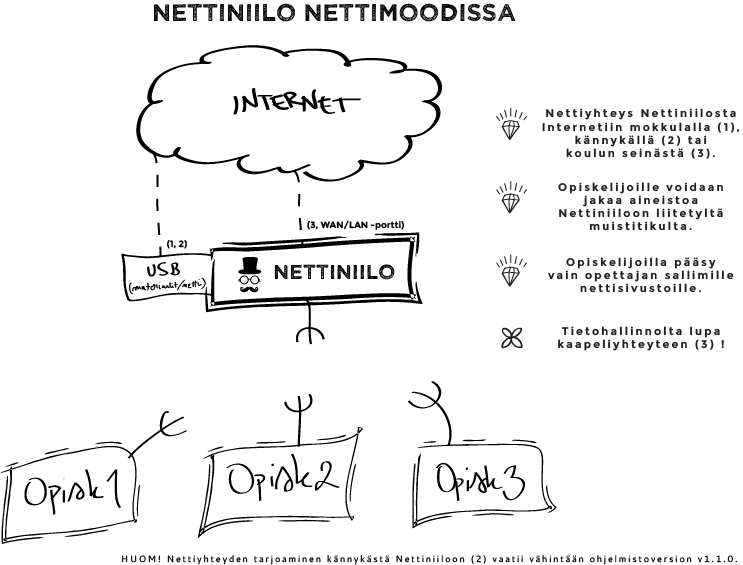 NETTINIILO NETTIMOODISSA
INTERNET
Nettiyhteys Nettiniilosta
Internetiin mokkulalla (1),
kännykällä (2) tai
koulun seinästä (3).
Opiskelijoille voidaan
jakaa aineistoa
Nettiniiloon liitetyltä
muistitikulta.
(3, WAN/LAN -portti)
(1, 2)
USB
(materiaalit/netti)
NETTINIILO
Opiskelijoilla pääsy
vain opettajan sallimille
nettisivustoille.
Tietohallinnolta lupa
kaapeliyhteyteen (3) !
Opisk1
Opisk2
Opisk3
HUOM! Nettiyhteyden tarjoaminen kännykästä Nettiniiloon (2) vaatii vähintään ohjelmistoversion v1.1.0.